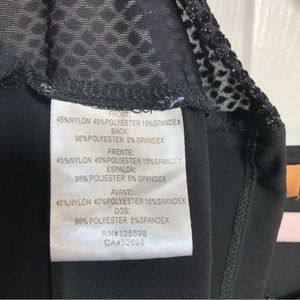 FRONT:
45%NYLON 40%POLYESTER 15%SPANDEX
BACK:
95%POLYESTER 5% SPANDEX
FRENTE:
45%NYLON 40%POLYESTER 15%SPANDEX
ESPALDA:
95% POLYESTER 5% SPANDEX
AVANT:
45%NYLON 40%POLYESTER 15%SPANDEX
DOS:
95% POLYESTER 5% SPANDEX
RN#125598
CA#52698